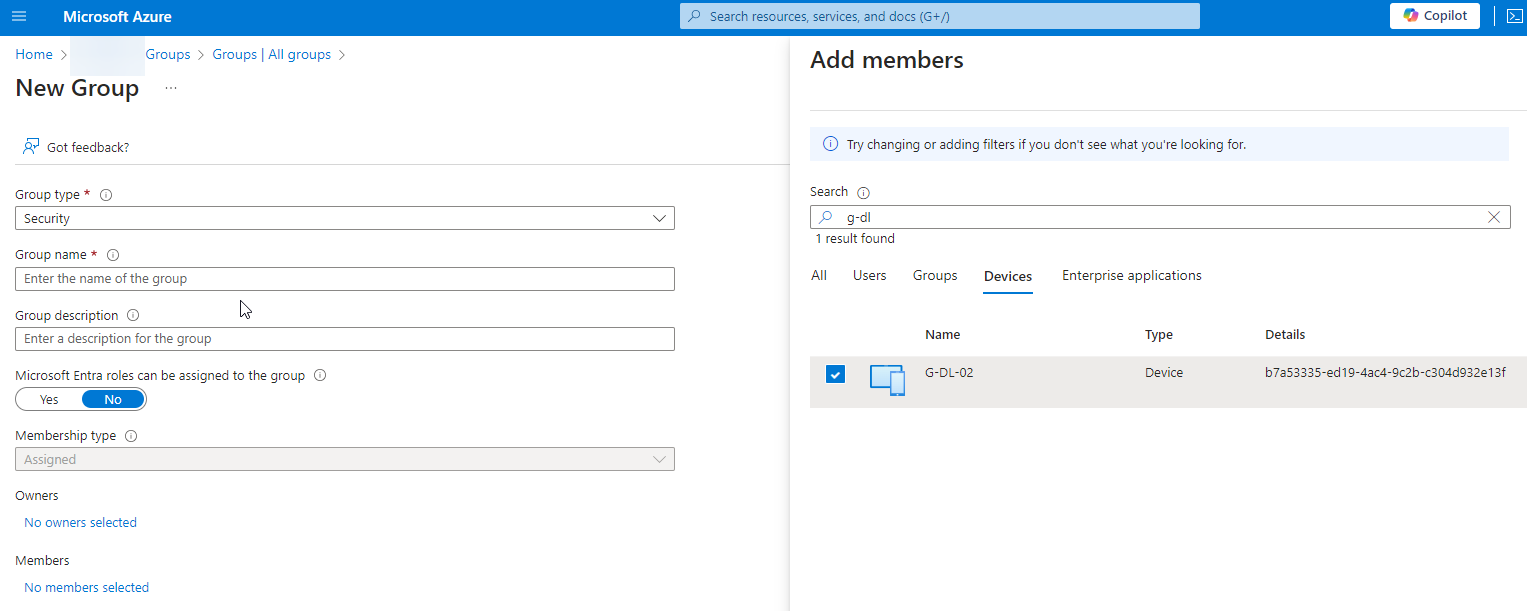 Microsoft Azure
Search resources, services, and docs (G+/)
Copilot
Home > Groups > Groups | All groups >
New Group ...
Got feedback?
Group type *
Security
Group name *
Enter the name of the group
Group description
Enter a description for the group
Microsoft Entra roles can be assigned to the group
Yes No
Membership type
Assigned
Owners
No owners selected
Members
No members selected
Add members
Try changing or adding filters if you don't see what you're looking for.
Search
g-dl
1 result found
All Users Groups Devices Enterprise applications
Name Type Details
G-DL-02 Device b7a53335-ed19-4ac4-9c2b-c304d932e13f